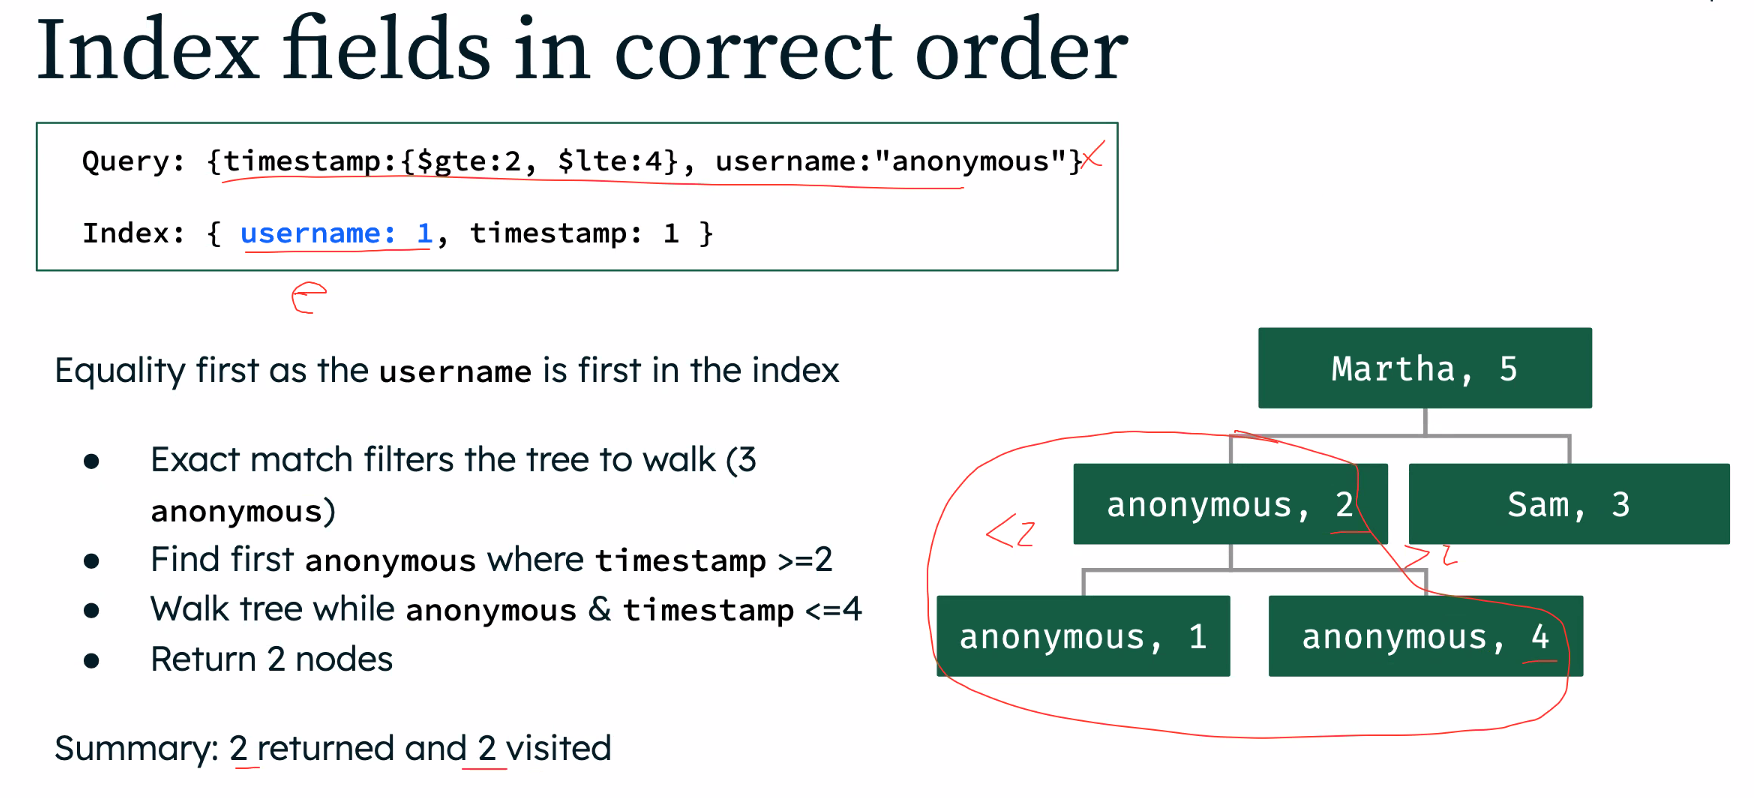 Index fields in correct order
Query: {timestamp:{$gte:2, $lte:4}, username:"anonymous"}
Index: { username: 1, timestamp: 1 }
e
Equality first as the username is first in the index
● Exact match filters the tree to walk (3
anonymous)
● Find first anonymous where timestamp >=2
● Walk tree while anonymous & timestamp <=4
● Return 2 nodes
Summary: 2 returned and 2 visited
Martha, 5
anonymous, 2
Sam, 3
<2
>2
anonymous, 1
anonymous, 4